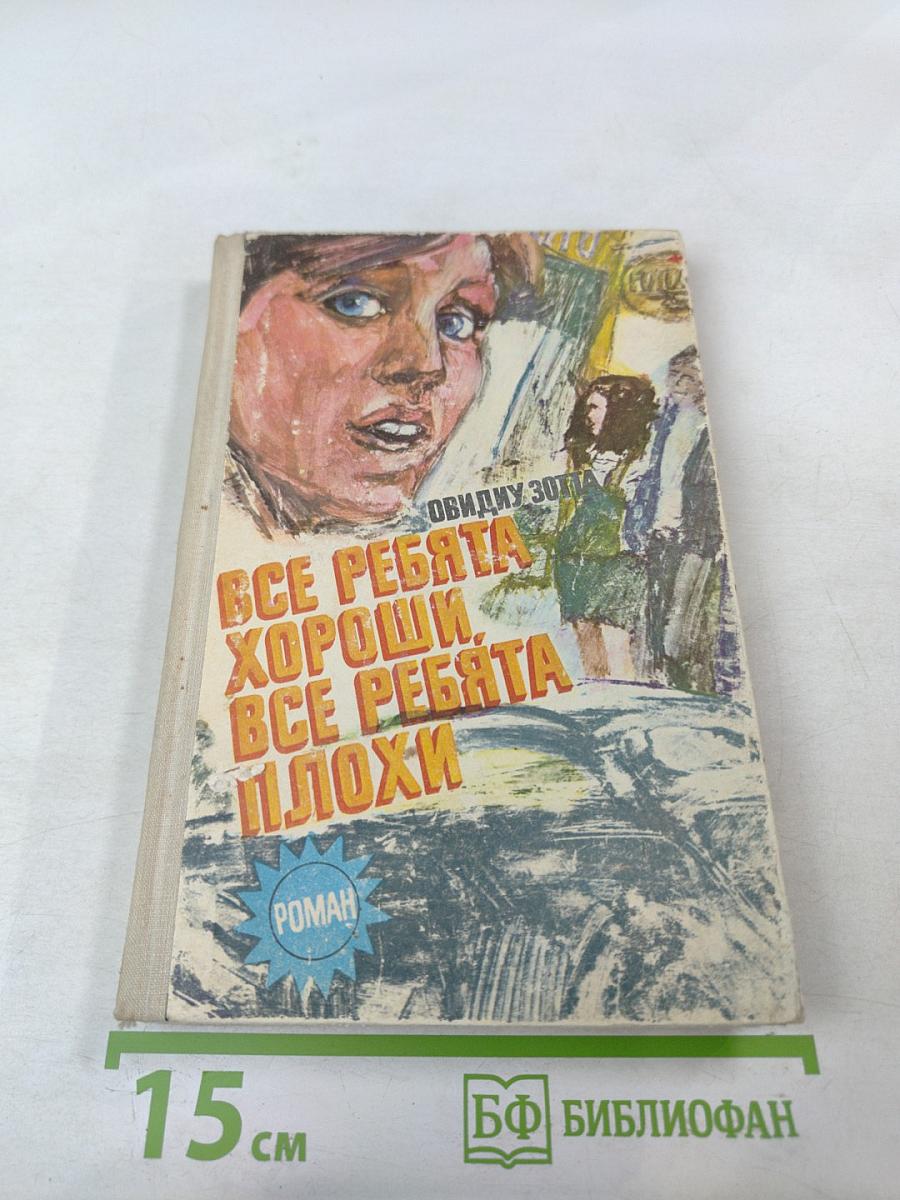 ОВИДИУ ЗОТТА
ВСЕ РЕБЯТА
ХОРОШИ,
ВСЕ РЕБЯТА
ПЛОХИ
РОМАН
15 см
БФ БИБЛИОФАН